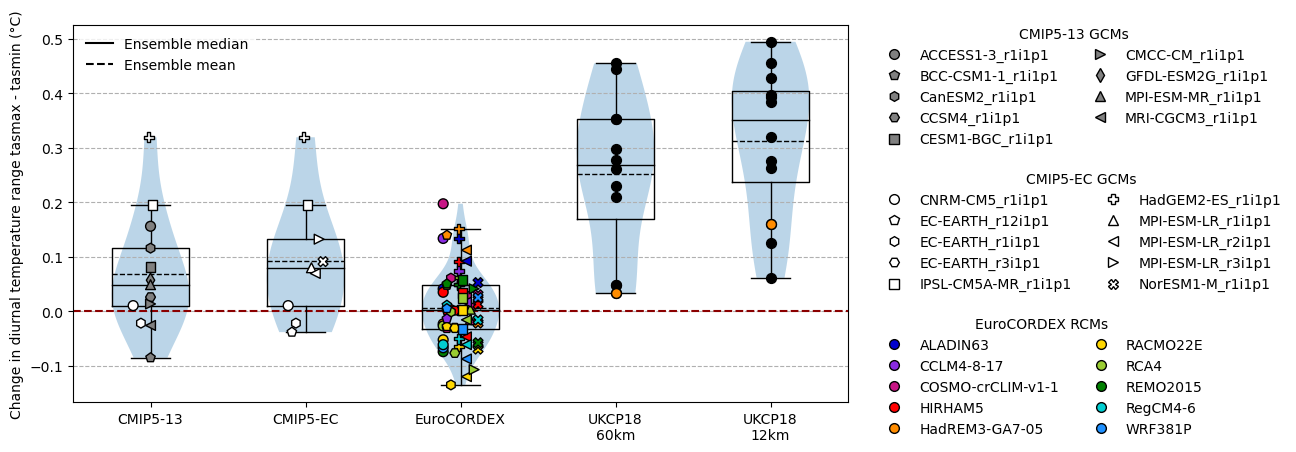 Change in diurnal temperature range tasmax - tasmin (°C)
0.5
0.4
0.3
0.2
0.1
0.0
−0.1
Ensemble median
Ensemble mean
CMIP5-13
CMIP5-EC
EuroCORDEX
UKCP18
60km
UKCP18
12km
CMIP5-13 GCMs
ACCESS1-3_r1i1p1
BCC-CSM1-1_r1i1p1
CanESM2_r1i1p1
CCSM4_r1i1p1
CESM1-BGC_r1i1p1
CMCC-CM_r1i1p1
GFDL-ESM2G_r1i1p1
MPI-ESM-MR_r1i1p1
MRI-CGCM3_r1i1p1
CMIP5-EC GCMs
CNRM-CM5_r1i1p1
EC-EARTH_r12i1p1
EC-EARTH_r1i1p1
EC-EARTH_r3i1p1
IPSL-CM5A-MR_r1i1p1
HadGEM2-ES_r1i1p1
MPI-ESM-LR_r1i1p1
MPI-ESM-LR_r2i1p1
MPI-ESM-LR_r3i1p1
NorESM1-M_r1i1p1
EuroCORDEX RCMs
ALADIN63
CCLM4-8-17
COSMO-crCLIM-v1-1
HIRHAM5
HadREM3-GA7-05
RACMO22E
RCA4
REMO2015
RegCM4-6
WRF381P